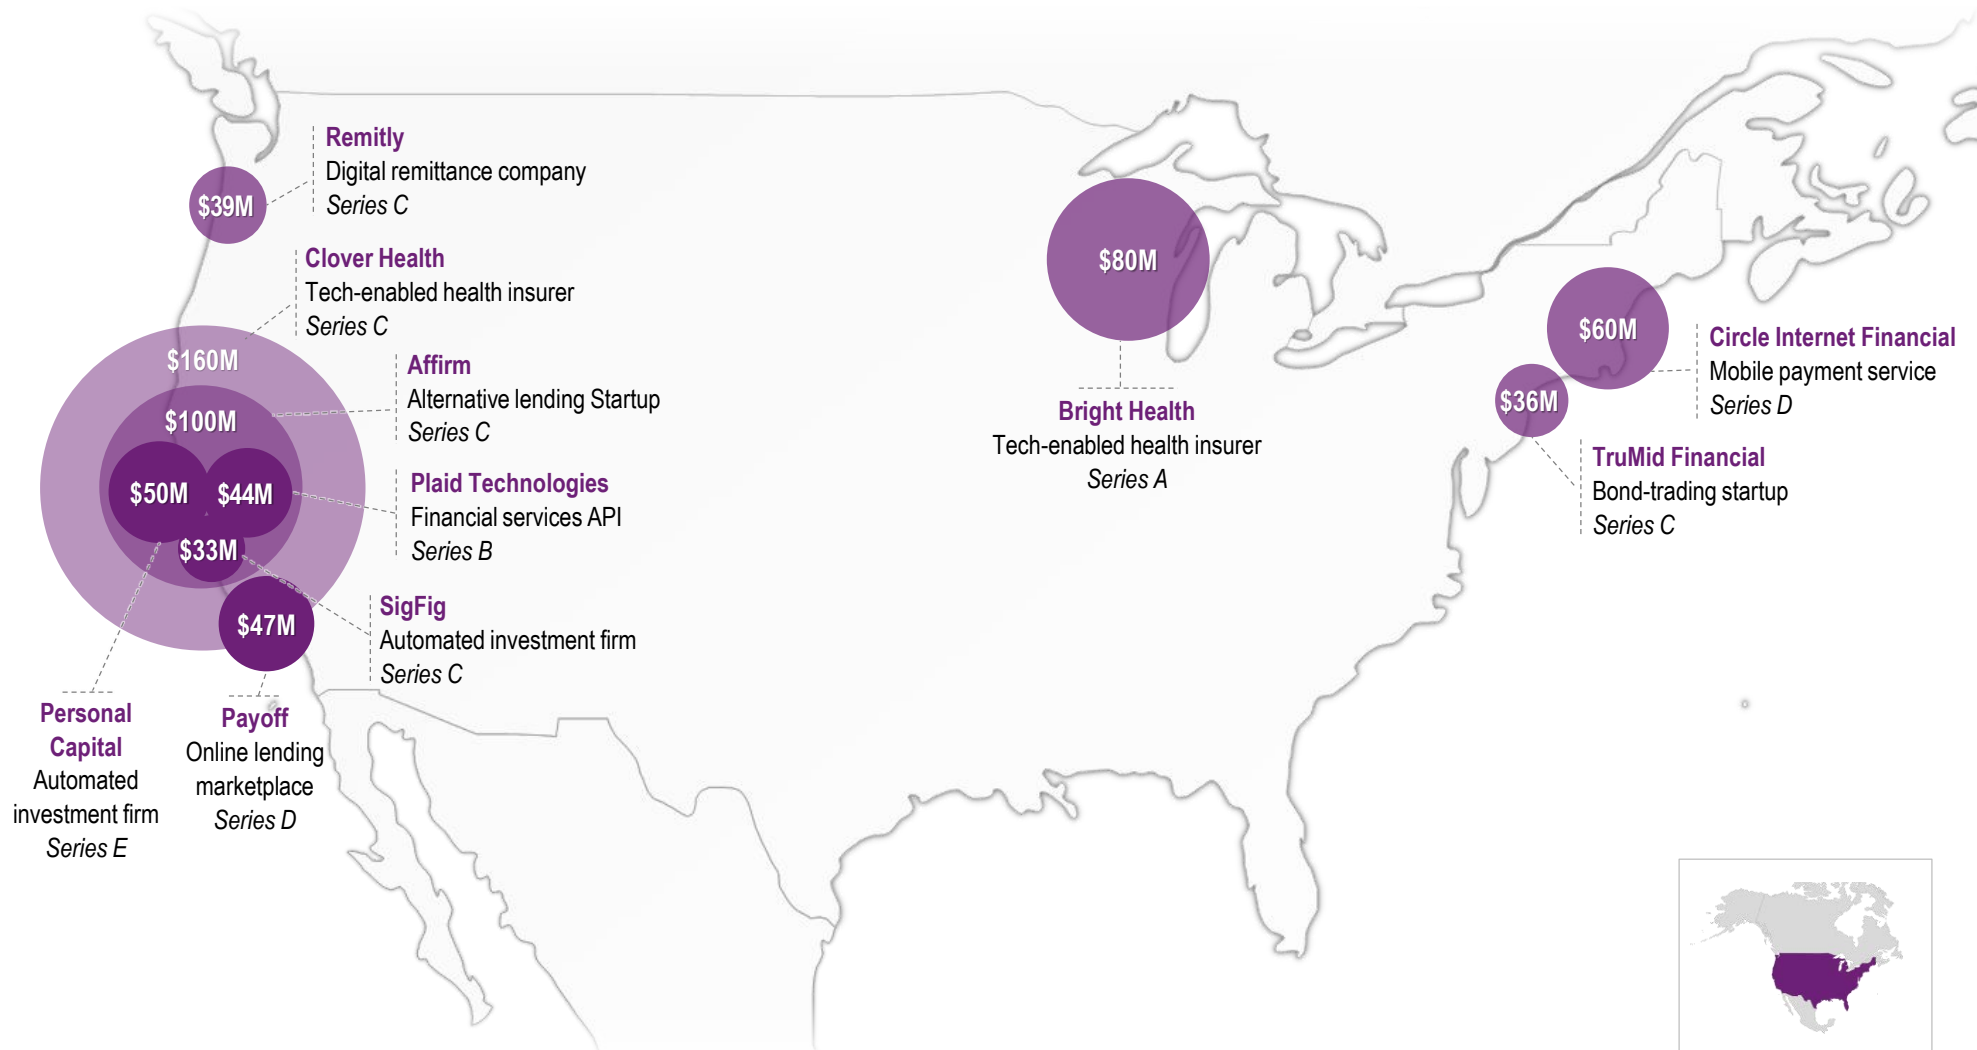 Remitly
Digital remittance company
Series C
$39M
Clover Health
Tech-enabled health insurer
Series C
$160M
Affirm
Alternative lending Startup
Series C
$100M
Plaid Technologies
Financial services API
Series B
$50M
$44M
$33M
SigFig
Automated investment firm
Series C
$47M
Personal
Capital
Automated
investment firm
Series E
Payoff
Online lending
marketplace
Series D
$80M
Bright Health
Tech-enabled health insurer
Series A
$60M
Circle Internet Financial
Mobile payment service
Series D
$36M
TruMid Financial
Bond-trading startup
Series C